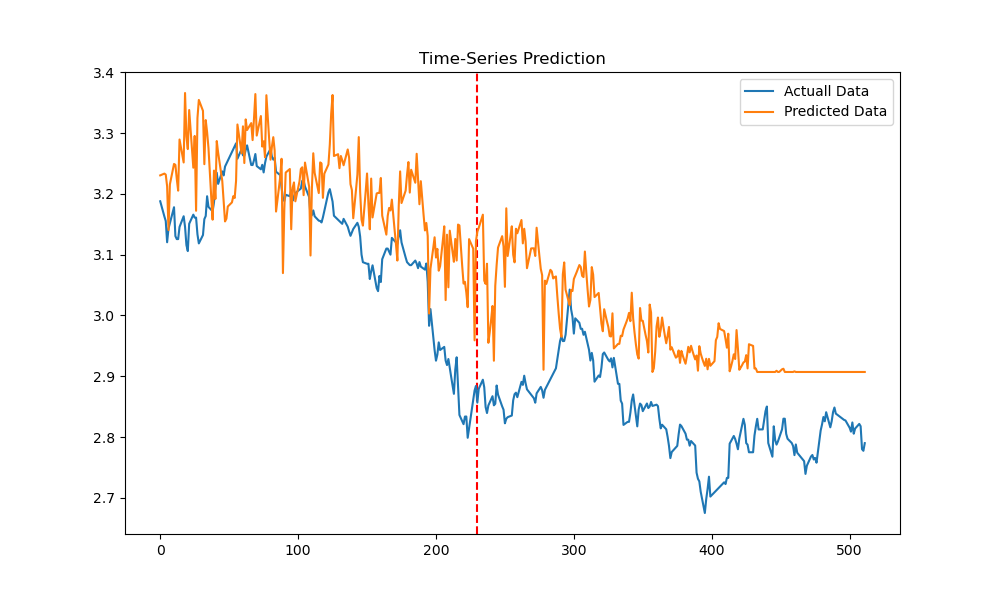 Time-Series Prediction
3.4
3.3
3.2
3.1
3.0
2.9
2.8
2.7
Actuall Data
Predicted Data
0 100 200 300 400 500